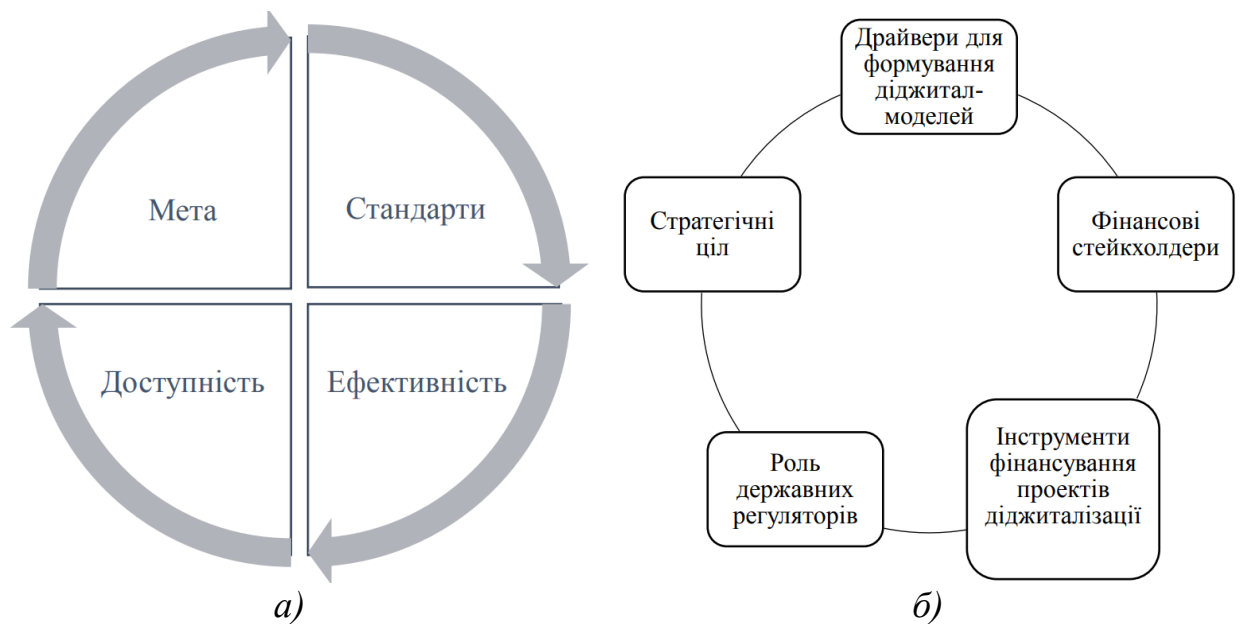 Мета
Стандарти
Доступність
Ефективність
а)
Драйвери для
формування
діджитал-
моделей
Стратегічні
ціл
Фінансові
стейкхолдери
Роль
державних
регуляторів
Інструменти
фінансування
проектів
діджиталізації
б)